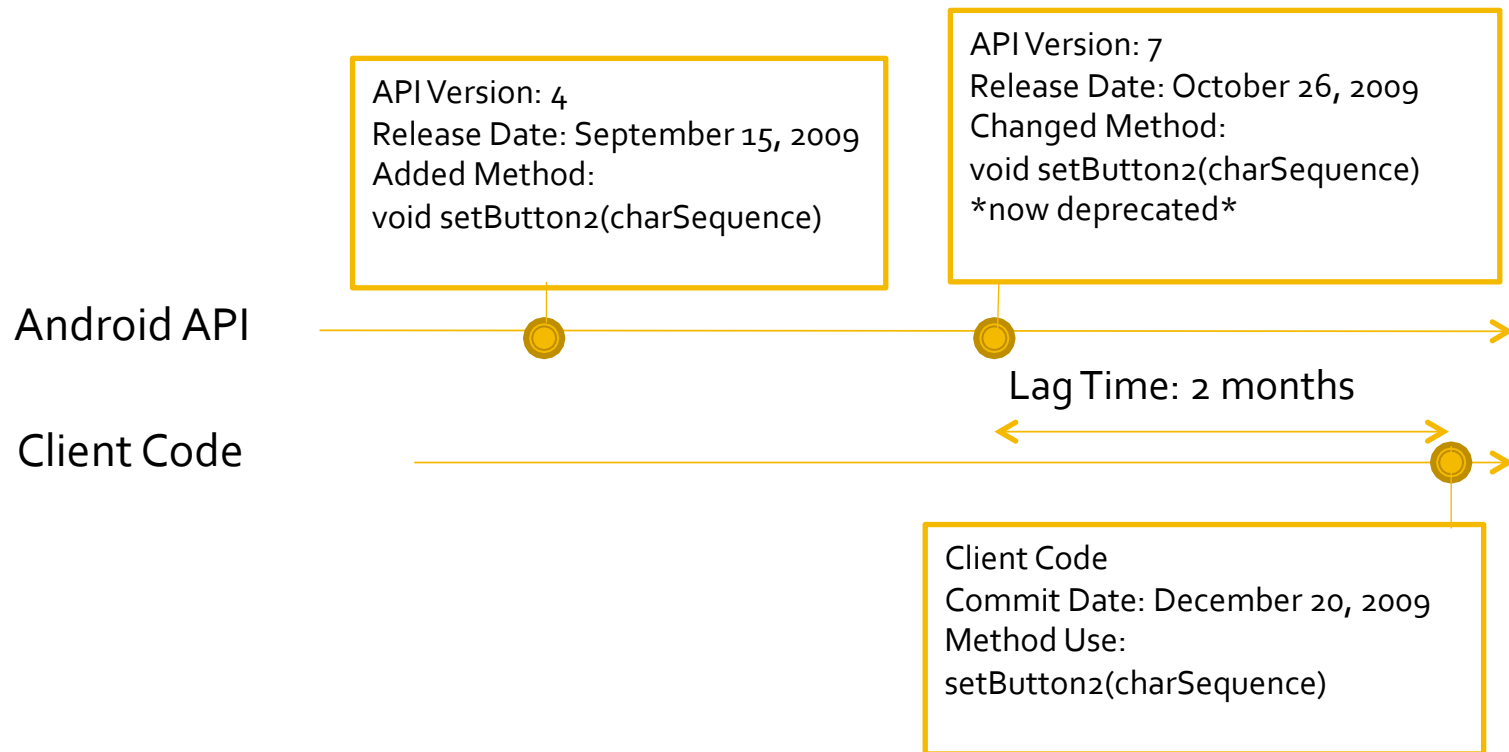 API Version: 4
Release Date: September 15, 2009
Added Method:
void setButton2(charSequence)
API Version: 7
Release Date: October 26, 2009
Changed Method:
void setButton2(charSequence)
*now deprecated*
Android API
Lag Time: 2 months
Client Code
Client Code
Commit Date: December 20, 2009
Method Use:
setButton2(charSequence)